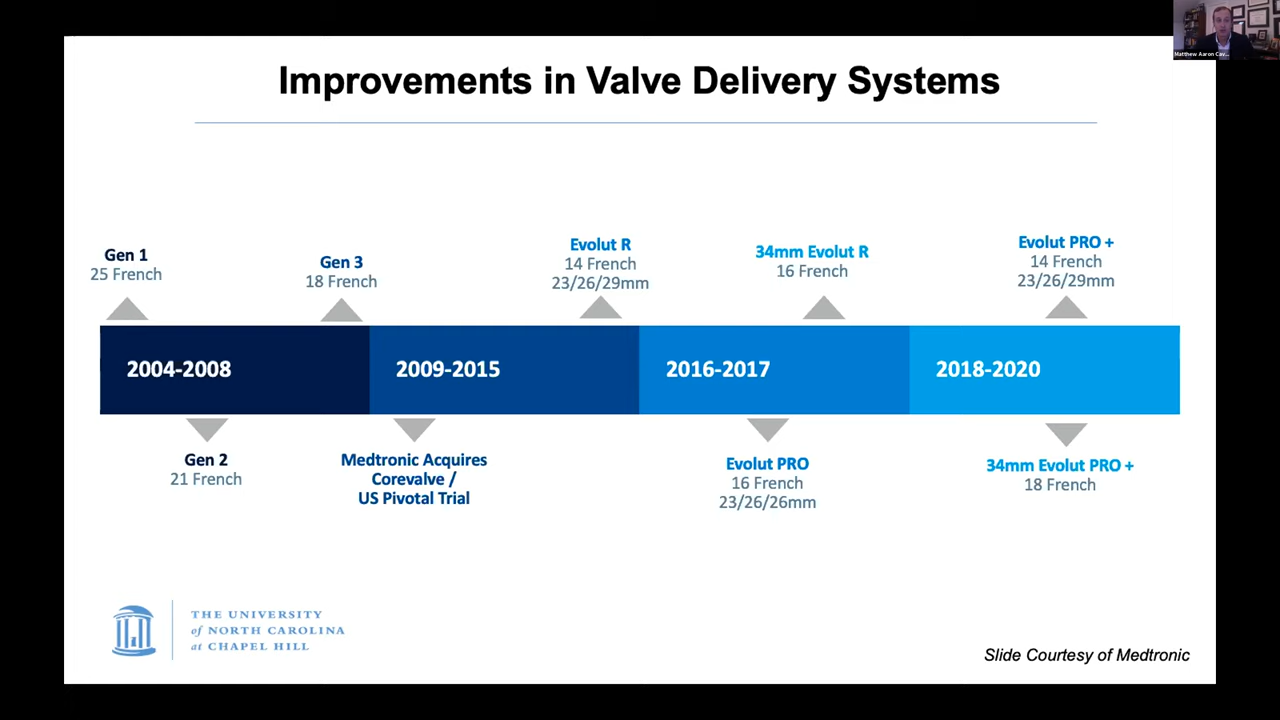 Improvements in Valve Delivery Systems
Matthew Aaron Cav...
Gen 1
25 French
Gen 3
18 French
Evolut R
14 French
23/26/29mm
34mm Evolut R
16 French
Evolut PRO +
14 French
23/26/29mm
2004-2008
2009-2015
2016-2017
2018-2020
Gen 2
21 French
Medtronic Acquires
Corevalve /
US Pivotal Trial
Evolut PRO
16 French
23/26/26mm
34mm Evolut PRO +
18 French
THE UNIVERSITY
of NORTH CAROLINA
at CHAPEL HILL
Slide Courtesy of Medtronic